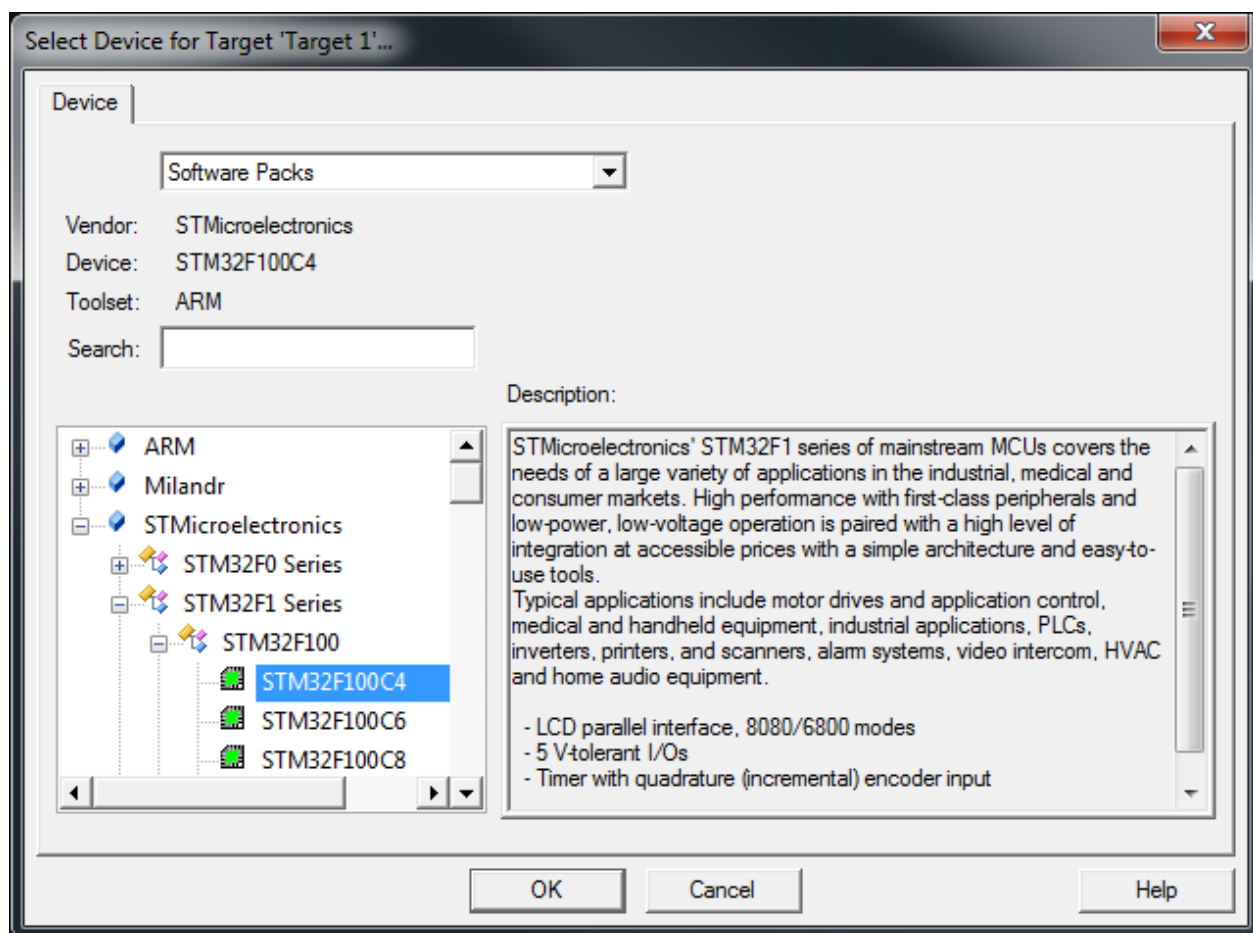 Select Device for Target 'Target 1'...
Device
Software Packs
Vendor: STMicroelectronics
Device: STM32F100C4
Toolset: ARM
Search:
Description:
ARM
Milandr
STMicroelectronics
STM32F0 Series
STM32F1 Series
STM32F100
STM32F100C4
STM32F100C6
STM32F100C8
STMicroelectronics' STM32F1 series of mainstream MCUs covers the
needs of a large variety of applications in the industrial, medical and
consumer markets. High performance with first-class peripherals and
low-power, low-voltage operation is paired with a high level of
integration at accessible prices with a simple architecture and easy-to-
use tools.
Typical applications include motor drives and application control,
medical and handheld equipment, industrial applications, PLCs,
inverters, printers, and scanners, alarm systems, video intercom, HVAC
and home audio equipment.
- LCD parallel interface, 8080/6800 modes
- 5 V-tolerant I/Os
- Timer with quadrature (incremental) encoder input
OK
Cancel
Help